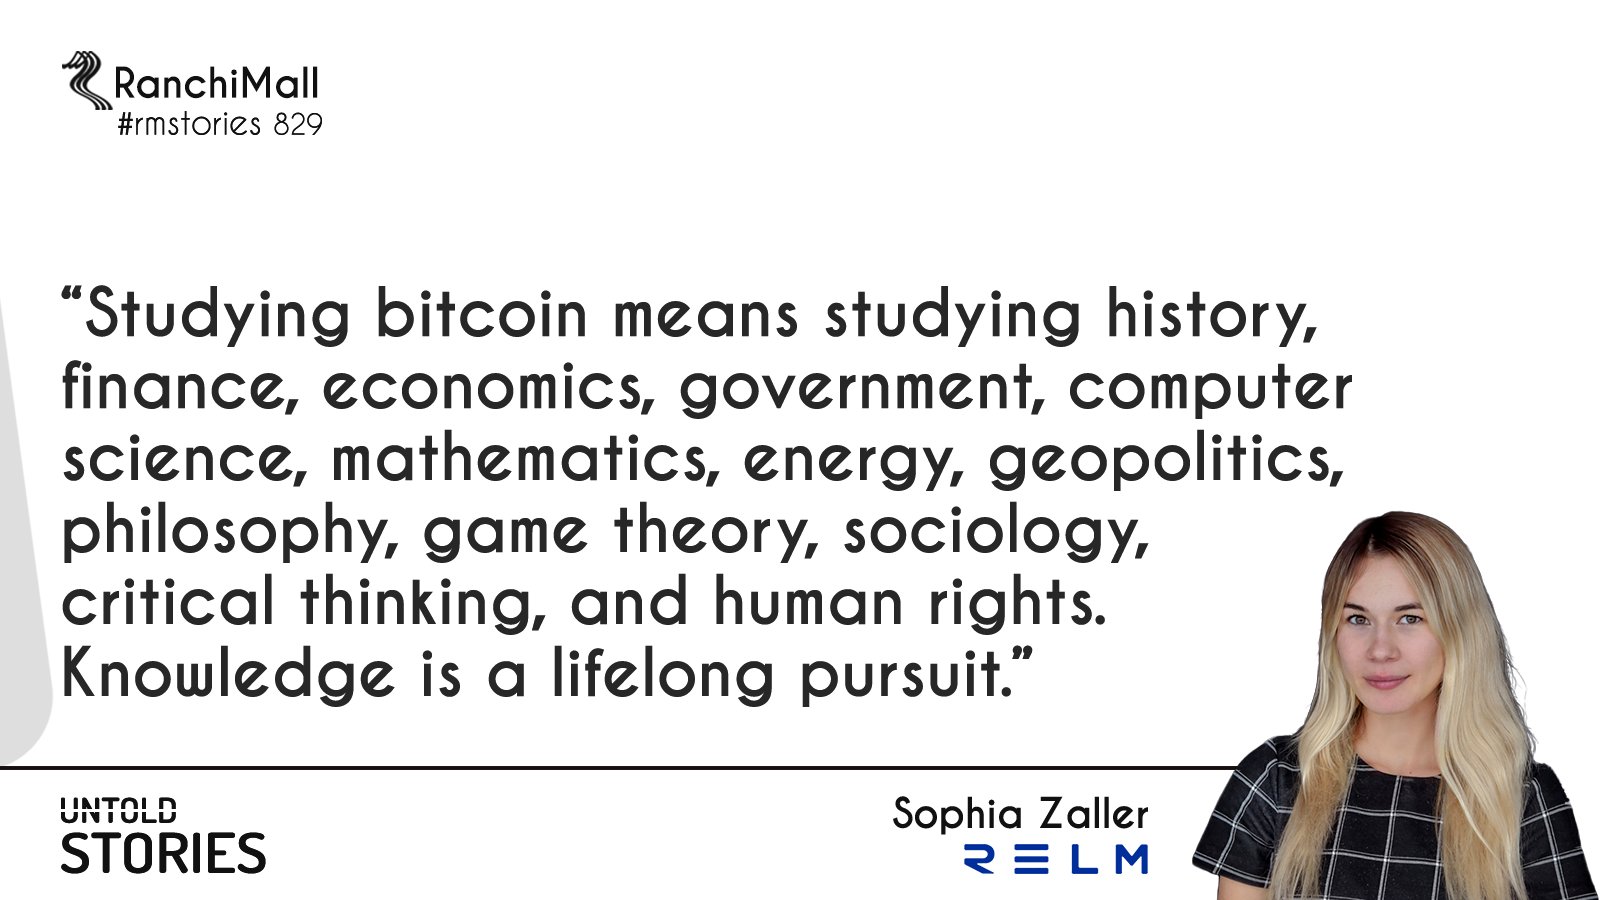 RanchiMall
#rmstories 829
“Studying bitcoin means studying history,
finance, economics, government, computer
science, mathematics, energy, geopolitics,
philosophy, game theory, sociology,
critical thinking, and human rights.
Knowledge is a lifelong pursuit.”
UNTOLD
STORIES
Sophia Zaller
RELM